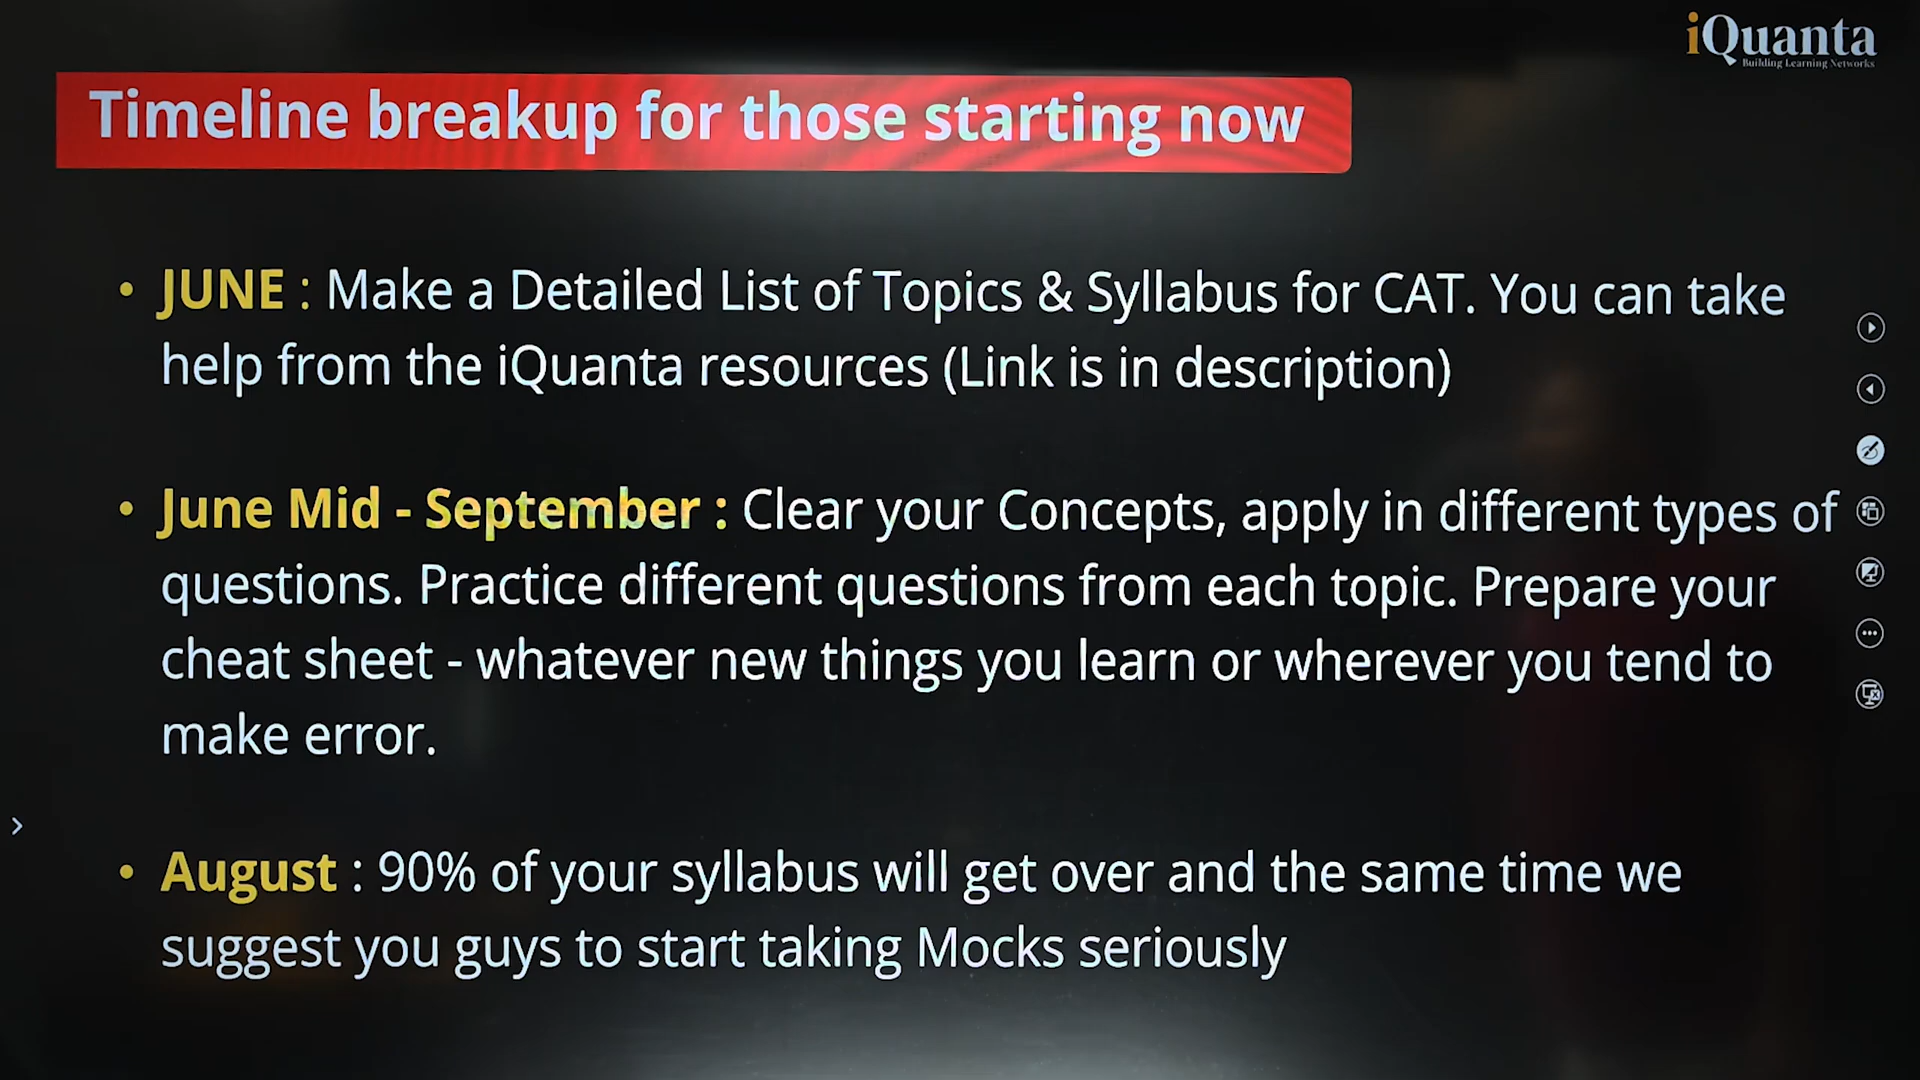 iQuanta
Building Learning Networks
Timeline breakup for those starting now
• JUNE : Make a Detailed List of Topics & Syllabus for CAT. You can take
help from the iQuanta resources (Link is in description)
• June Mid - September : Clear your Concepts, apply in different types of
questions. Practice different questions from each topic. Prepare your
cheat sheet - whatever new things you learn or wherever you tend to
make error.
• August : 90% of your syllabus will get over and the same time we
suggest you guys to start taking Mocks seriously